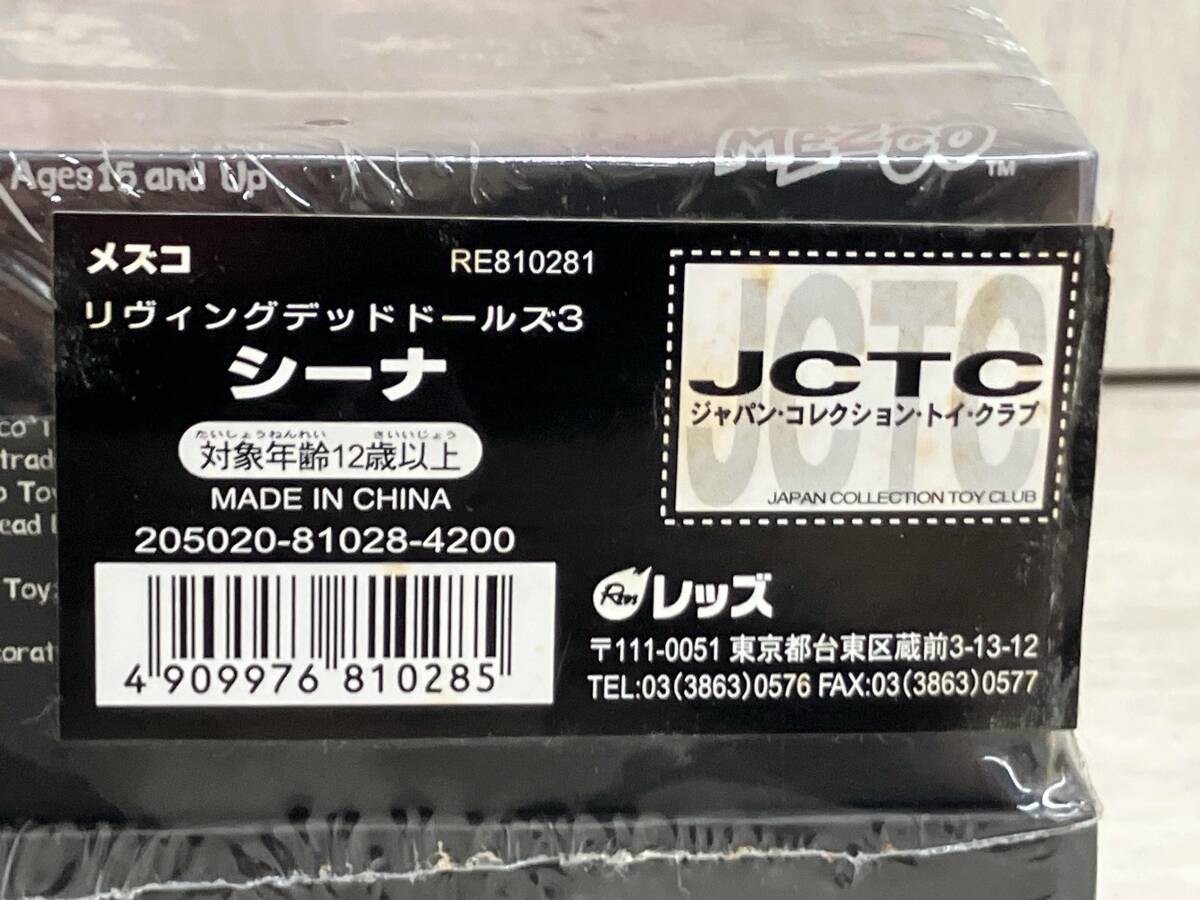 Ages 15 and Up
MEZCO™
メズコ
RE810281
リヴィングデッドドールズ3
シーナ
たいしょうねんれい さいいじょう
対象年齢12歳以上
MADE IN CHINA
205020-81028-4200
4 909976 810285
JCTC
JCTC
ジャパン・コレクション・トイ・クラブ
JAPAN COLLECTION TOY CLUB
Reds
レッズ
〒111-0051 東京都台東区蔵前3-13-12
TEL:03(3863)0576 FAX:03(3863)0577
Toy